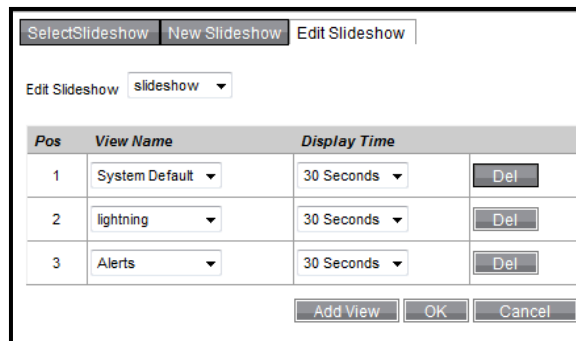 SelectSlideshow New Slideshow Edit Slideshow
Edit Slideshow slideshow
Pos View Name Display Time
1 System Default 30 Seconds Del
2 lightning 30 Seconds Del
3 Alerts 30 Seconds Del
Add View OK Cancel